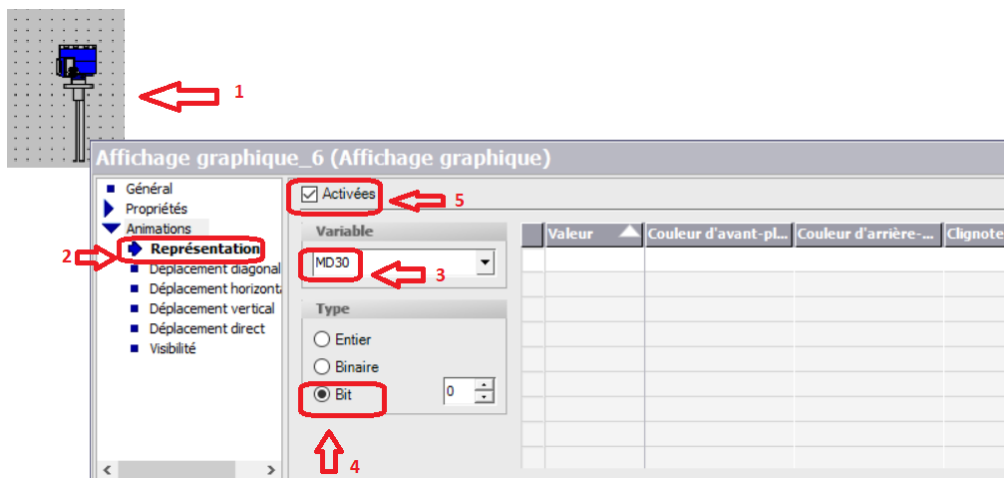 1
Affichage graphique_6 (Affichage graphique)
Général
Propriétés
Animations
Représentation
Déplacement diagonal
Déplacement horizont
Déplacement vertical
Déplacement direct
Visibilité
2
Activées
5
Variable
MD30
3
Type
Entier
Binaire
Bit
0
4
Valeur Couleur d'avant-pl... Couleur d'arrière-... Clignote